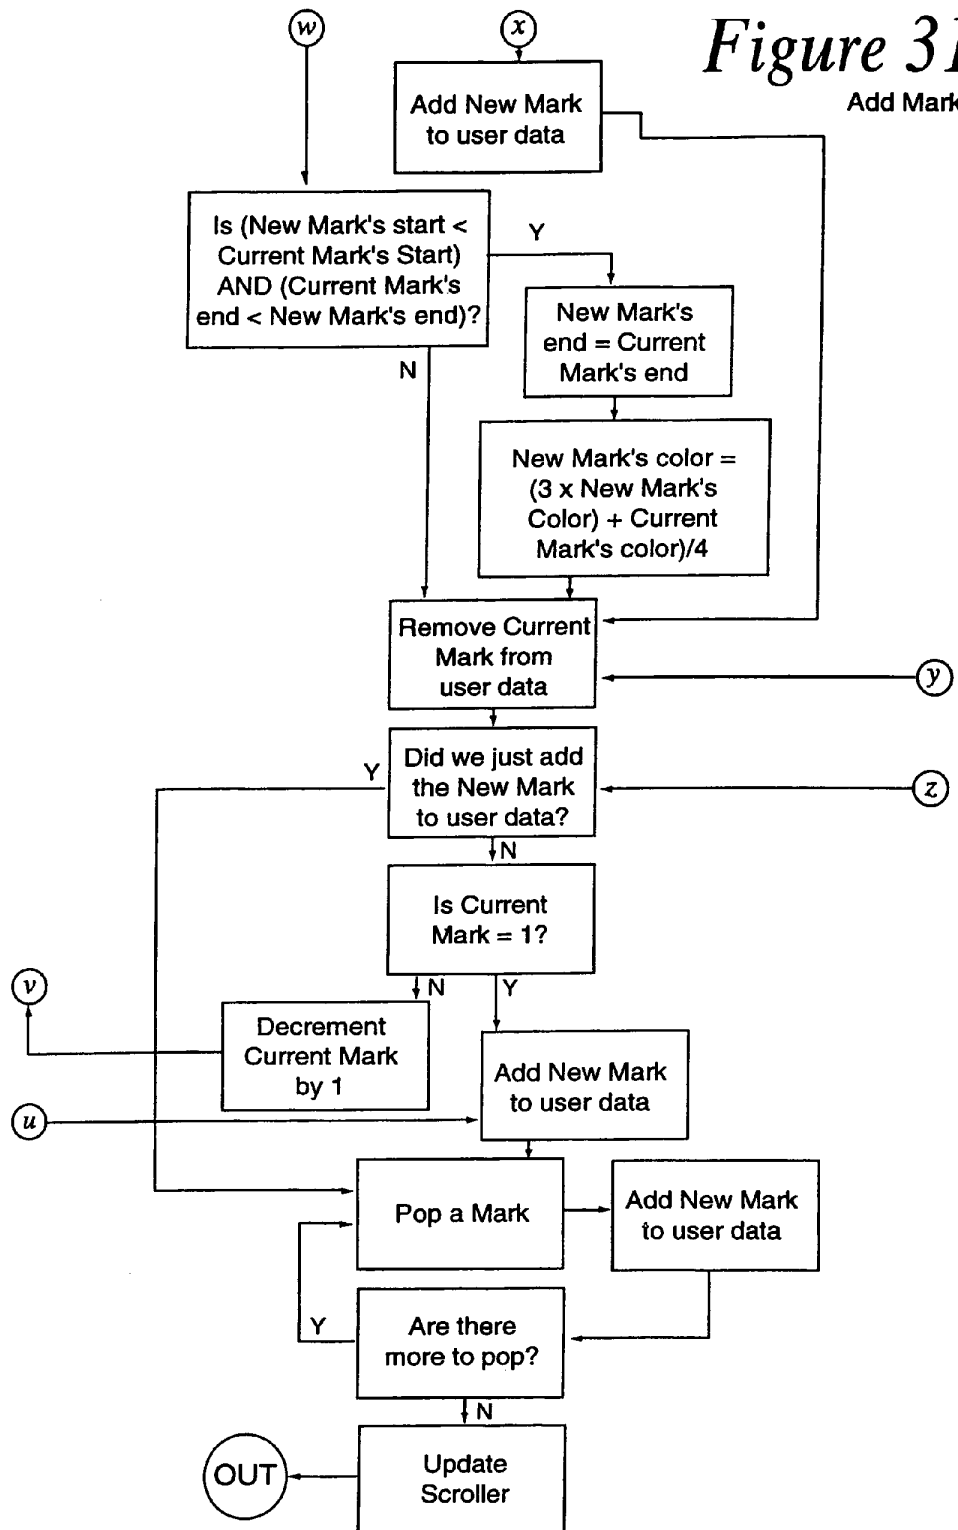 w
x
Figure 31
Add Mark
Add New Mark
to user data
Is (New Mark's start <
Current Mark's Start)
AND (Current Mark's
end < New Mark's end)?
Y
N
New Mark's
end = Current
Mark's end
New Mark's color =
(3 x New Mark's
Color) + Current
Mark's color)/4
Remove Current
Mark from
user data
y
Did we just add
the New Mark
to user data?
Y
z
N
Is Current
Mark = 1?
N
Y
v
Decrement
Current Mark
by 1
Add New Mark
to user data
u
Pop a Mark
Add New Mark
to user data
Are there
more to pop?
Y
N
Update
Scroller
OUT